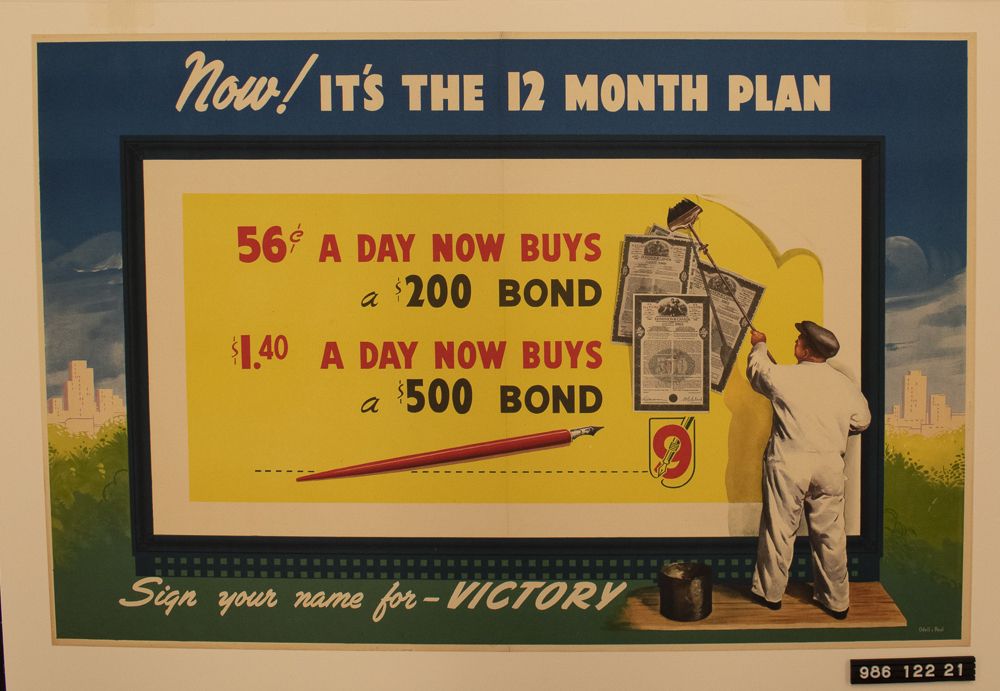 Now! IT'S THE 12 MONTH PLAN
56¢ A DAY NOW BUYS
a $200 BOND
$1.40 A DAY NOW BUYS
a $500 BOND
9
Sign your name for - VICTORY
986 122 21